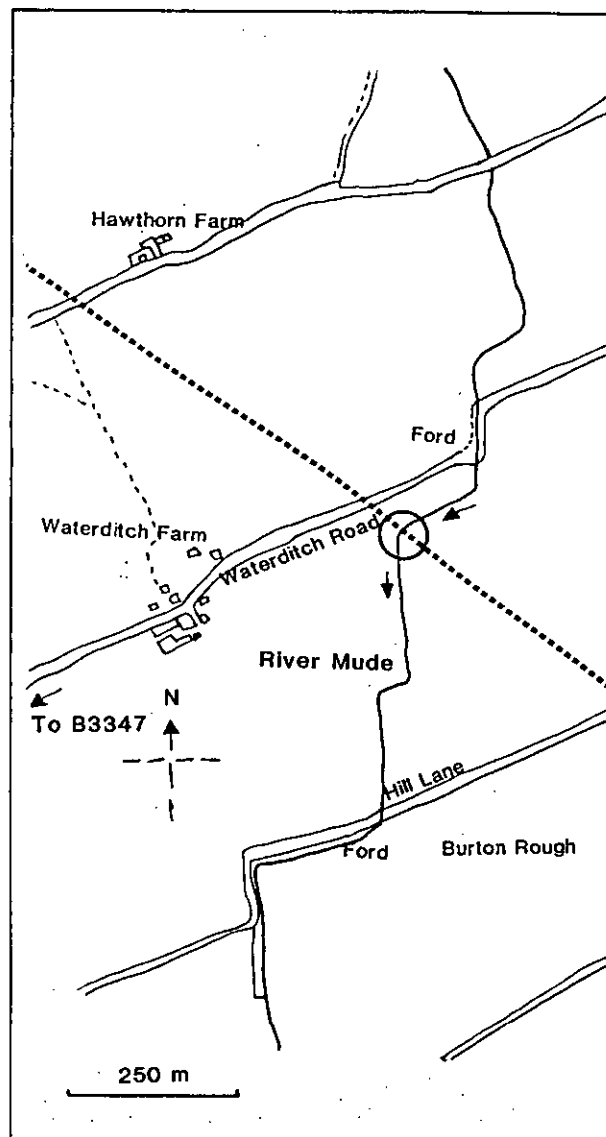 Hawthorn Farm
Ford
Waterditch Farm
Waterditch Road
River Mude
N
To B3347
Hill Lane
Ford
Burton Rough
250 m